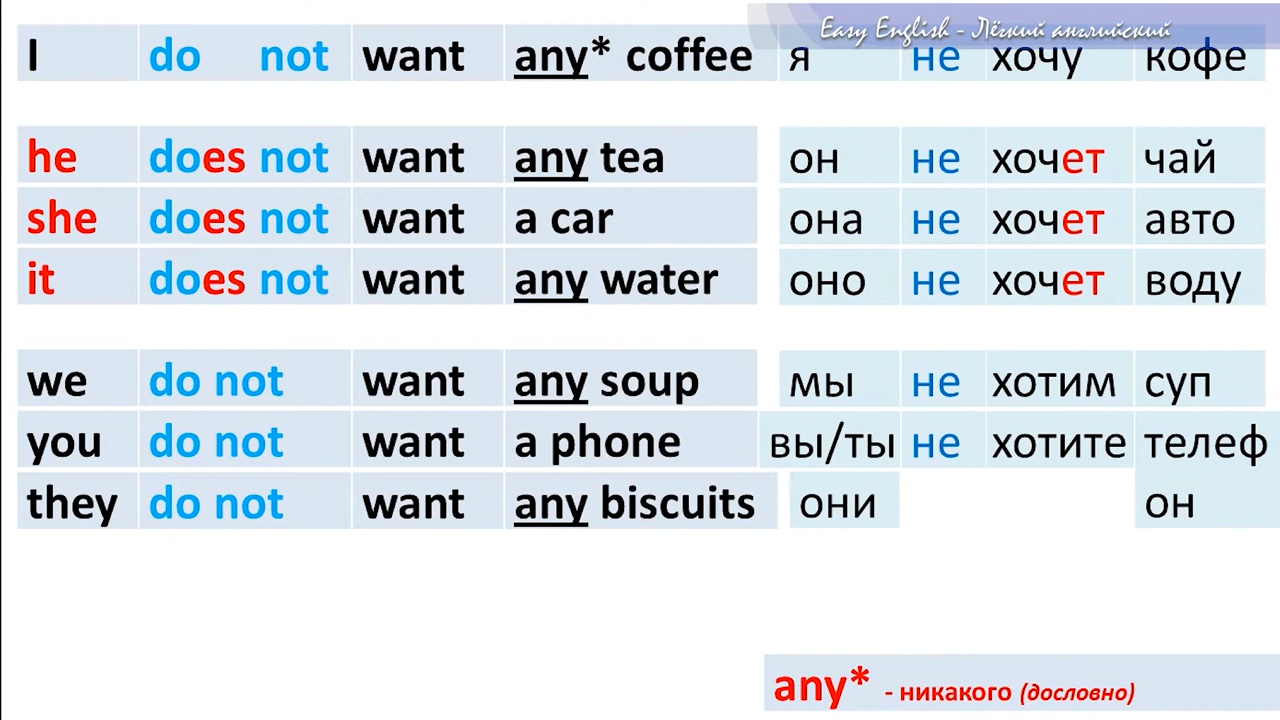 Easy English - Лёгкий английский
I do not want any* coffee я не хочу кофе
he does not want any tea он не хочет чай
she does not want a car она не хочет авто
it does not want any water оно не хочет воду
we do not want any soup мы не хотим суп
you do not want a phone вы/ты не хотите телеф
they do not want any biscuits они он
any* - никакого (дословно)